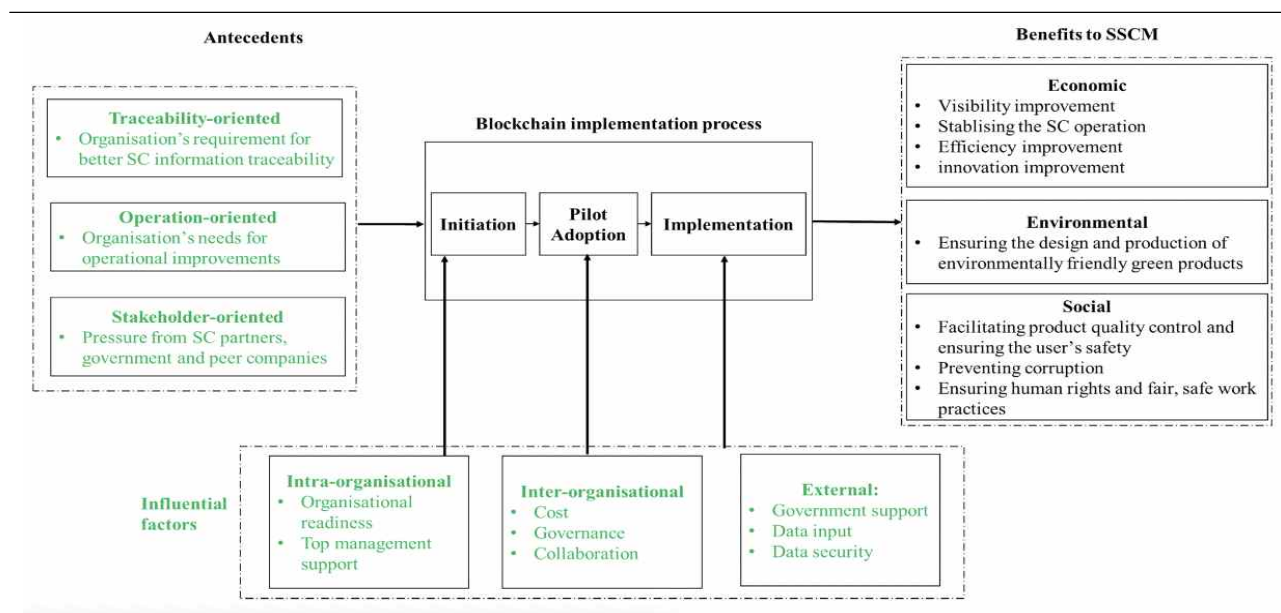 Antecedents
Traceability-oriented
• Organisation's requirement for
better SC information traceability
Operation-oriented
• Organisation's needs for
operational improvements
Stakeholder-oriented
• Pressure from SC partners,
government and peer companies
Blockchain implementation process
Initiation
Pilot
Adoption
Implementation
Benefits to SSCM
Economic
• Visibility improvement
• Stablising the SC operation
• Efficiency improvement
• innovation improvement
Environmental
• Ensuring the design and production of
environmentally friendly green products
Social
• Facilitating product quality control and
ensuring the user's safety
• Preventing corruption
• Ensuring human rights and fair, safe work
practices
Influential
factors
Intra-organisational
• Organisational
readiness
• Top management
support
Inter-organisational
• Cost
• Governance
• Collaboration
External:
• Government support
• Data input
• Data security